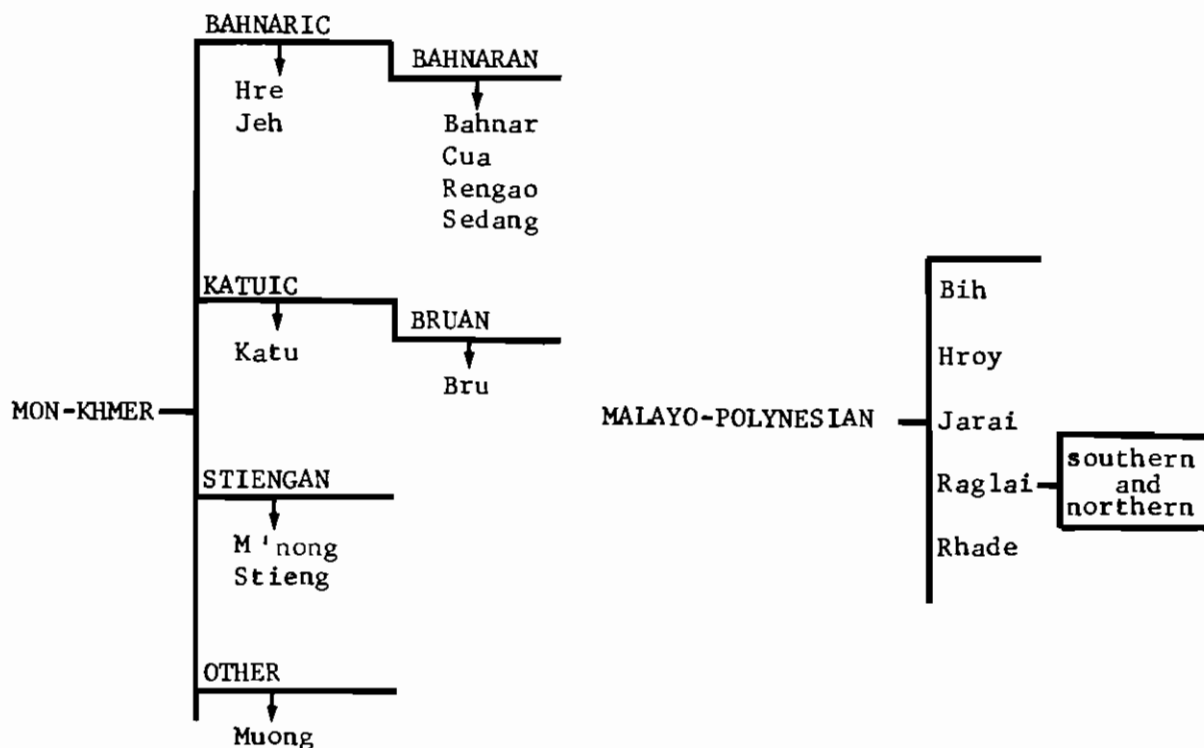 BAHNARIC
BAHNARAN
Hre
Jeh
Bahnar
Cua
Rengao
Sedang
KATUIC
BRUAN
Katu
Bru
MON-KHMER
STIENGAN
M'nong
Stieng
OTHER
Muong
MALAYO-POLYNESIAN
Bih
Hroy
Jarai
Raglai
southern
and
northern
Rhade